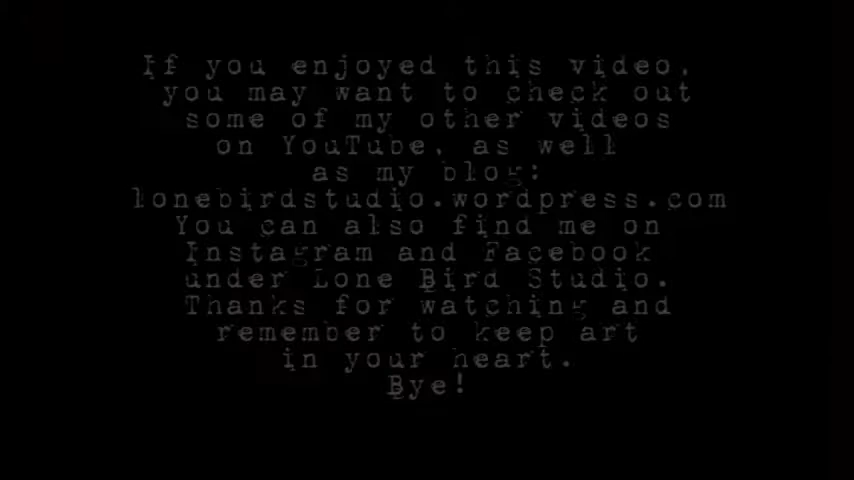 If you enjoyed this video,
you may want to check out
some of my other videos
on YouTube, as well
as my blog:
lonebirdstudio.wordpress.com
You can also find me on
Instagram and Facebook
under Lone Bird Studio.
Thanks for watching and
remember to keep art
in your heart.
Bye!